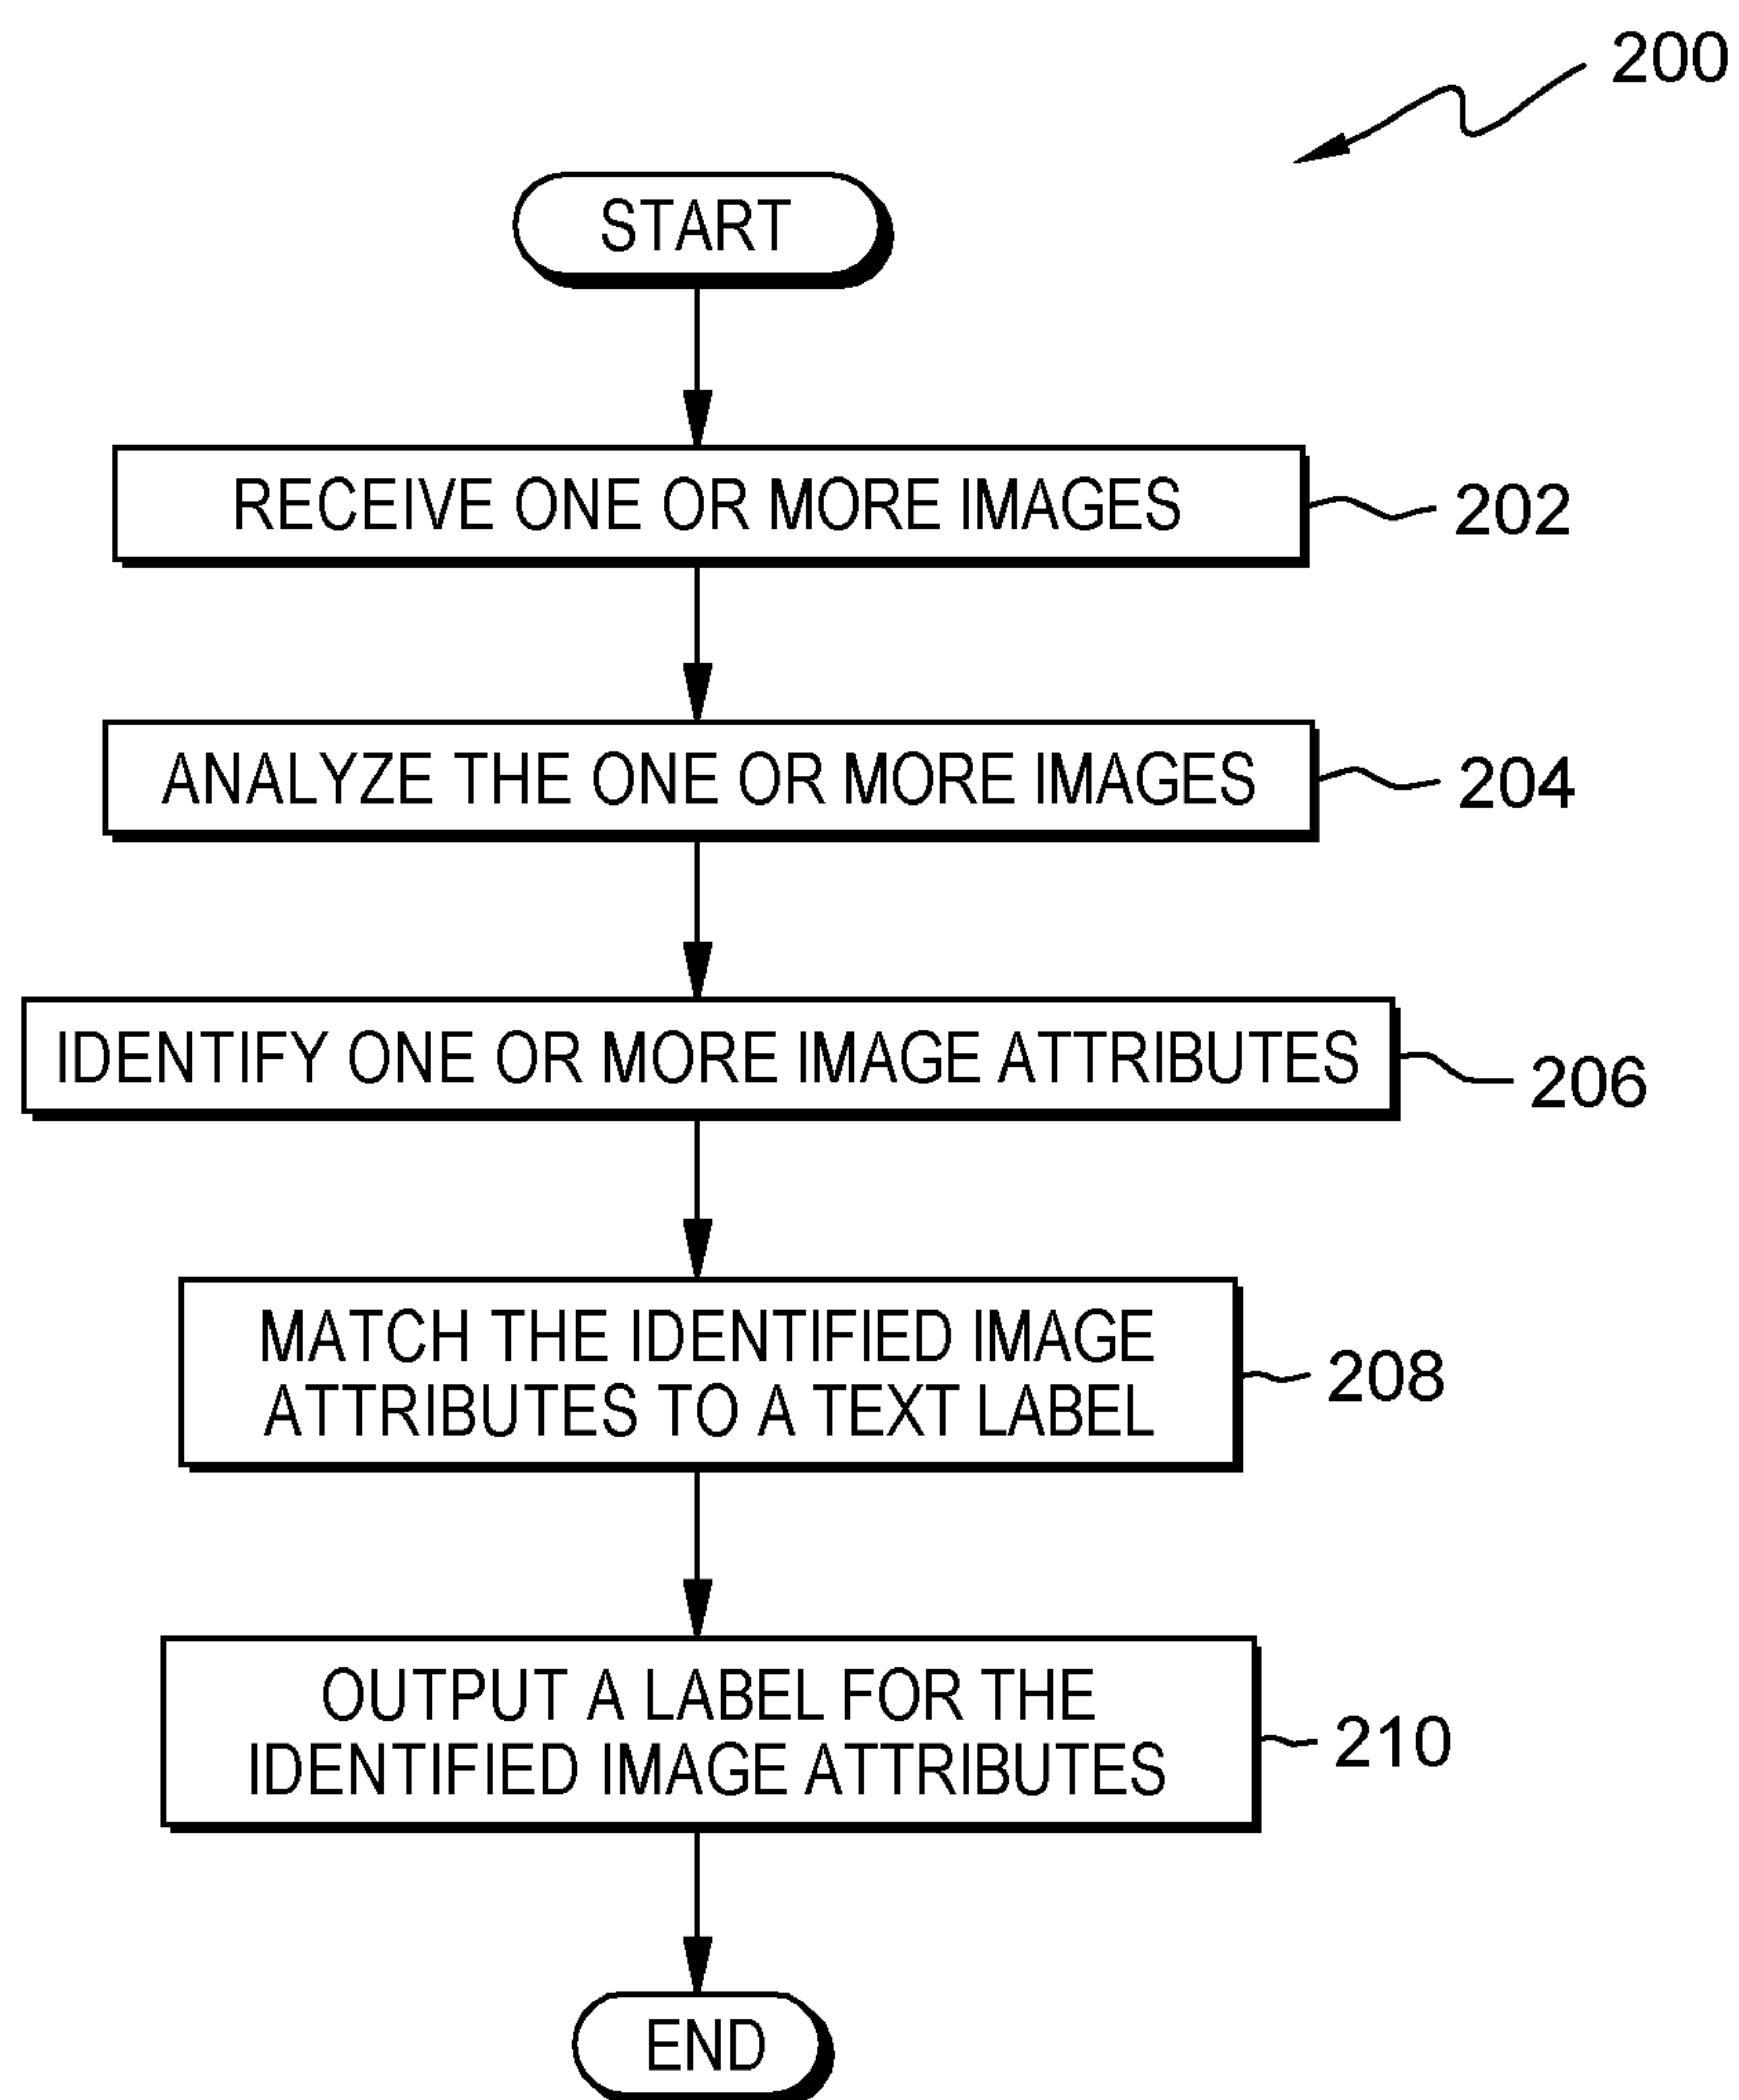 200
START
RECEIVE ONE OR MORE IMAGES
202
ANALYZE THE ONE OR MORE IMAGES
204
IDENTIFY ONE OR MORE IMAGE ATTRIBUTES
206
MATCH THE IDENTIFIED IMAGE
ATTRIBUTES TO A TEXT LABEL
208
OUTPUT A LABEL FOR THE
IDENTIFIED IMAGE ATTRIBUTES
210
END